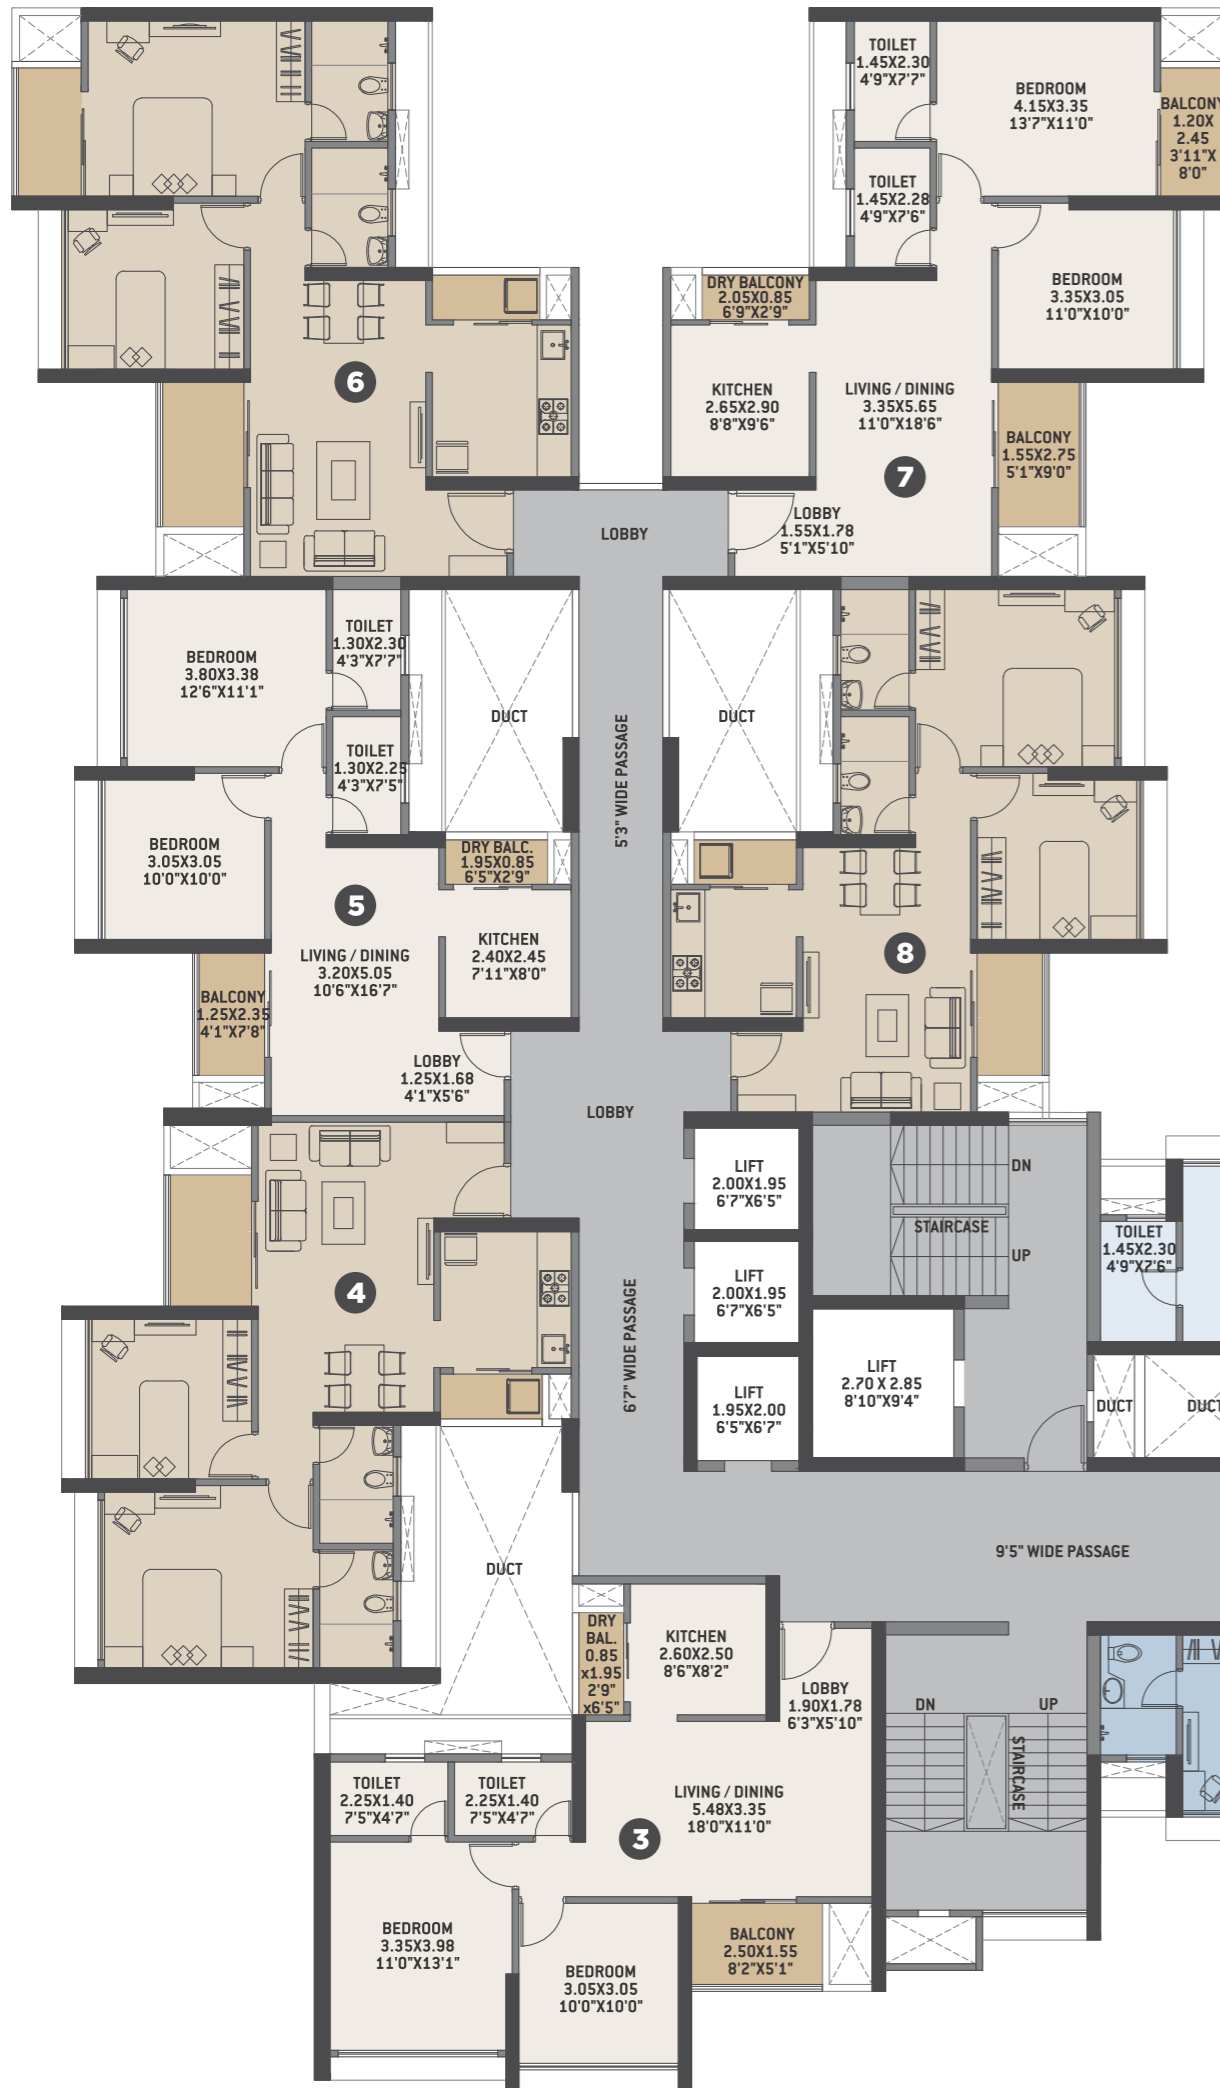 TOILET
1.45X2.30
4'9"X7'7"
BEDROOM
4.15X3.35
13'7"X11'0"
BALCONY
1.20X
2.45
3'11"X
8'0"
TOILET
1.45X2.28
4'9"X7'6"
BEDROOM
3.35X3.05
11'0"X10'0"
DRY BALCONY
2.05X0.85
6'9"X2'9"
6
KITCHEN
2.65X2.90
8'8"X9'6"
LIVING / DINING
3.35X5.65
11'0"X18'6"
7
BALCONY
1.55X2.75
5'1"X9'0"
LOBBY
LOBBY
1.55X1.78
5'1"X5'10"
BEDROOM
3.80X3.38
12'6"X11'1"
TOILET
1.30X2.30
4'3"X7'7"
DUCT
DUCT
TOILET
1.30X2.25
4'3"X7'5"
5'3" WIDE PASSAGE
BEDROOM
3.05X3.05
10'0"X10'0"
DRY BALC.
1.95X0.85
6'5"X2'9"
5
LIVING / DINING
3.20X5.05
10'6"X16'7"
KITCHEN
2.40X2.45
7'11"X8'0"
8
BALCONY
1.25X2.35
4'1"X7'8"
LOBBY
1.25X1.68
4'1"X5'6"
LOBBY
LIFT
2.00X1.95
6'7"X6'5"
DN
STAIRCASE
UP
TOILET
1.45X2.30
4'9"X7'6"
4
LIFT
2.00X1.95
6'7"X6'5"
6'7" WIDE PASSAGE
LIFT
1.95X2.00
6'5"X6'7"
LIFT
2.70 X 2.85
8'10"X9'4"
DUCT
DUCT
9'5" WIDE PASSAGE
DUCT
DRY
BAL.
0.85
x1.95
2'9"
x6'5"
KITCHEN
2.60X2.50
8'6"X8'2"
LOBBY
1.90X1.78
6'3"X5'10"
DN
UP
STAIRCASE
TOILET
2.25X1.40
7'5"X4'7"
TOILET
2.25X1.40
7'5"X4'7"
LIVING / DINING
5.48X3.35
18'0"X11'0"
3
BEDROOM
3.35X3.98
11'0"X13'1"
BEDROOM
3.05X3.05
10'0"X10'0"
BALCONY
2.50X1.55
8'2"X5'1"